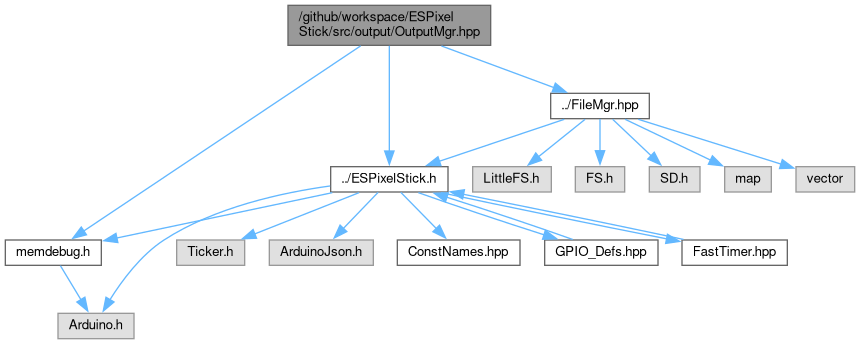 /github/workspace/ESPixel
Stick/src/output/OutputMgr.hpp
../FileMgr.hpp
../ESPixelStick.h
LittleFS.h
FS.h
SD.h
map
vector
memdebug.h
Ticker.h
ArduinoJson.h
ConstNames.hpp
GPIO_Defs.hpp
FastTimer.hpp
Arduino.h